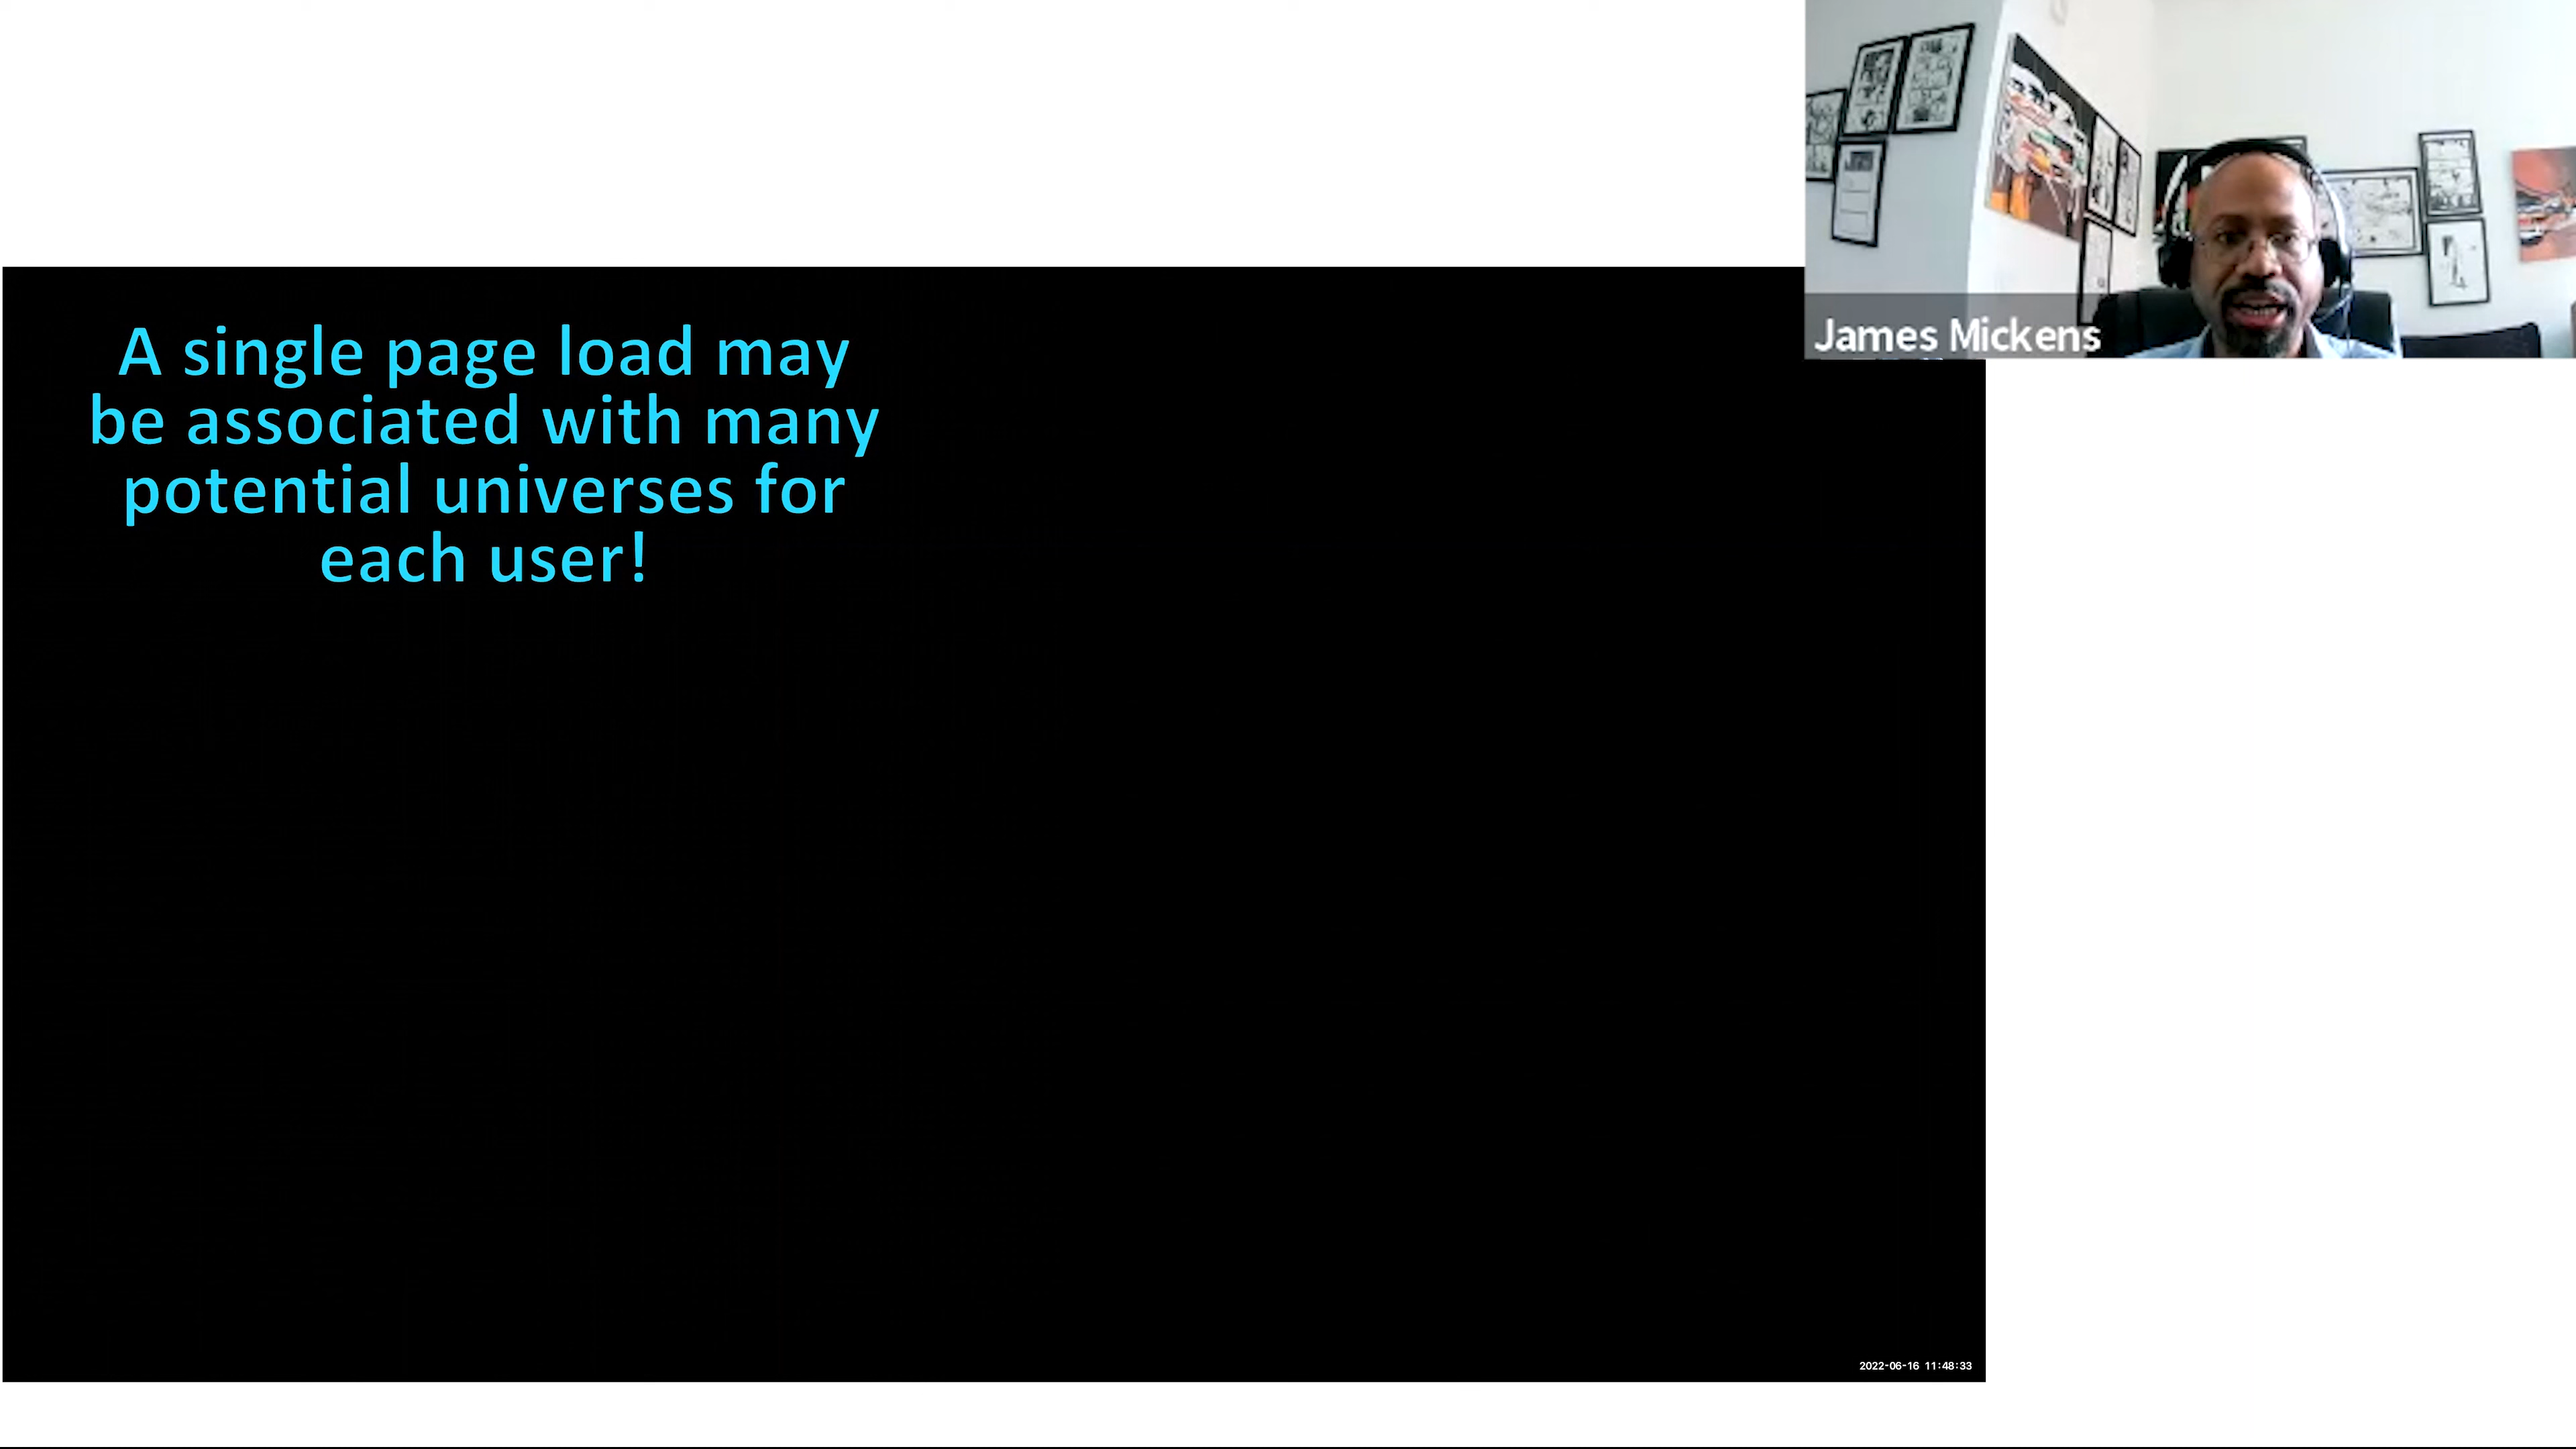 James Mickens
A single page load may
be associated with many
potential universes for
each user!
2022-06-16 11:48:33